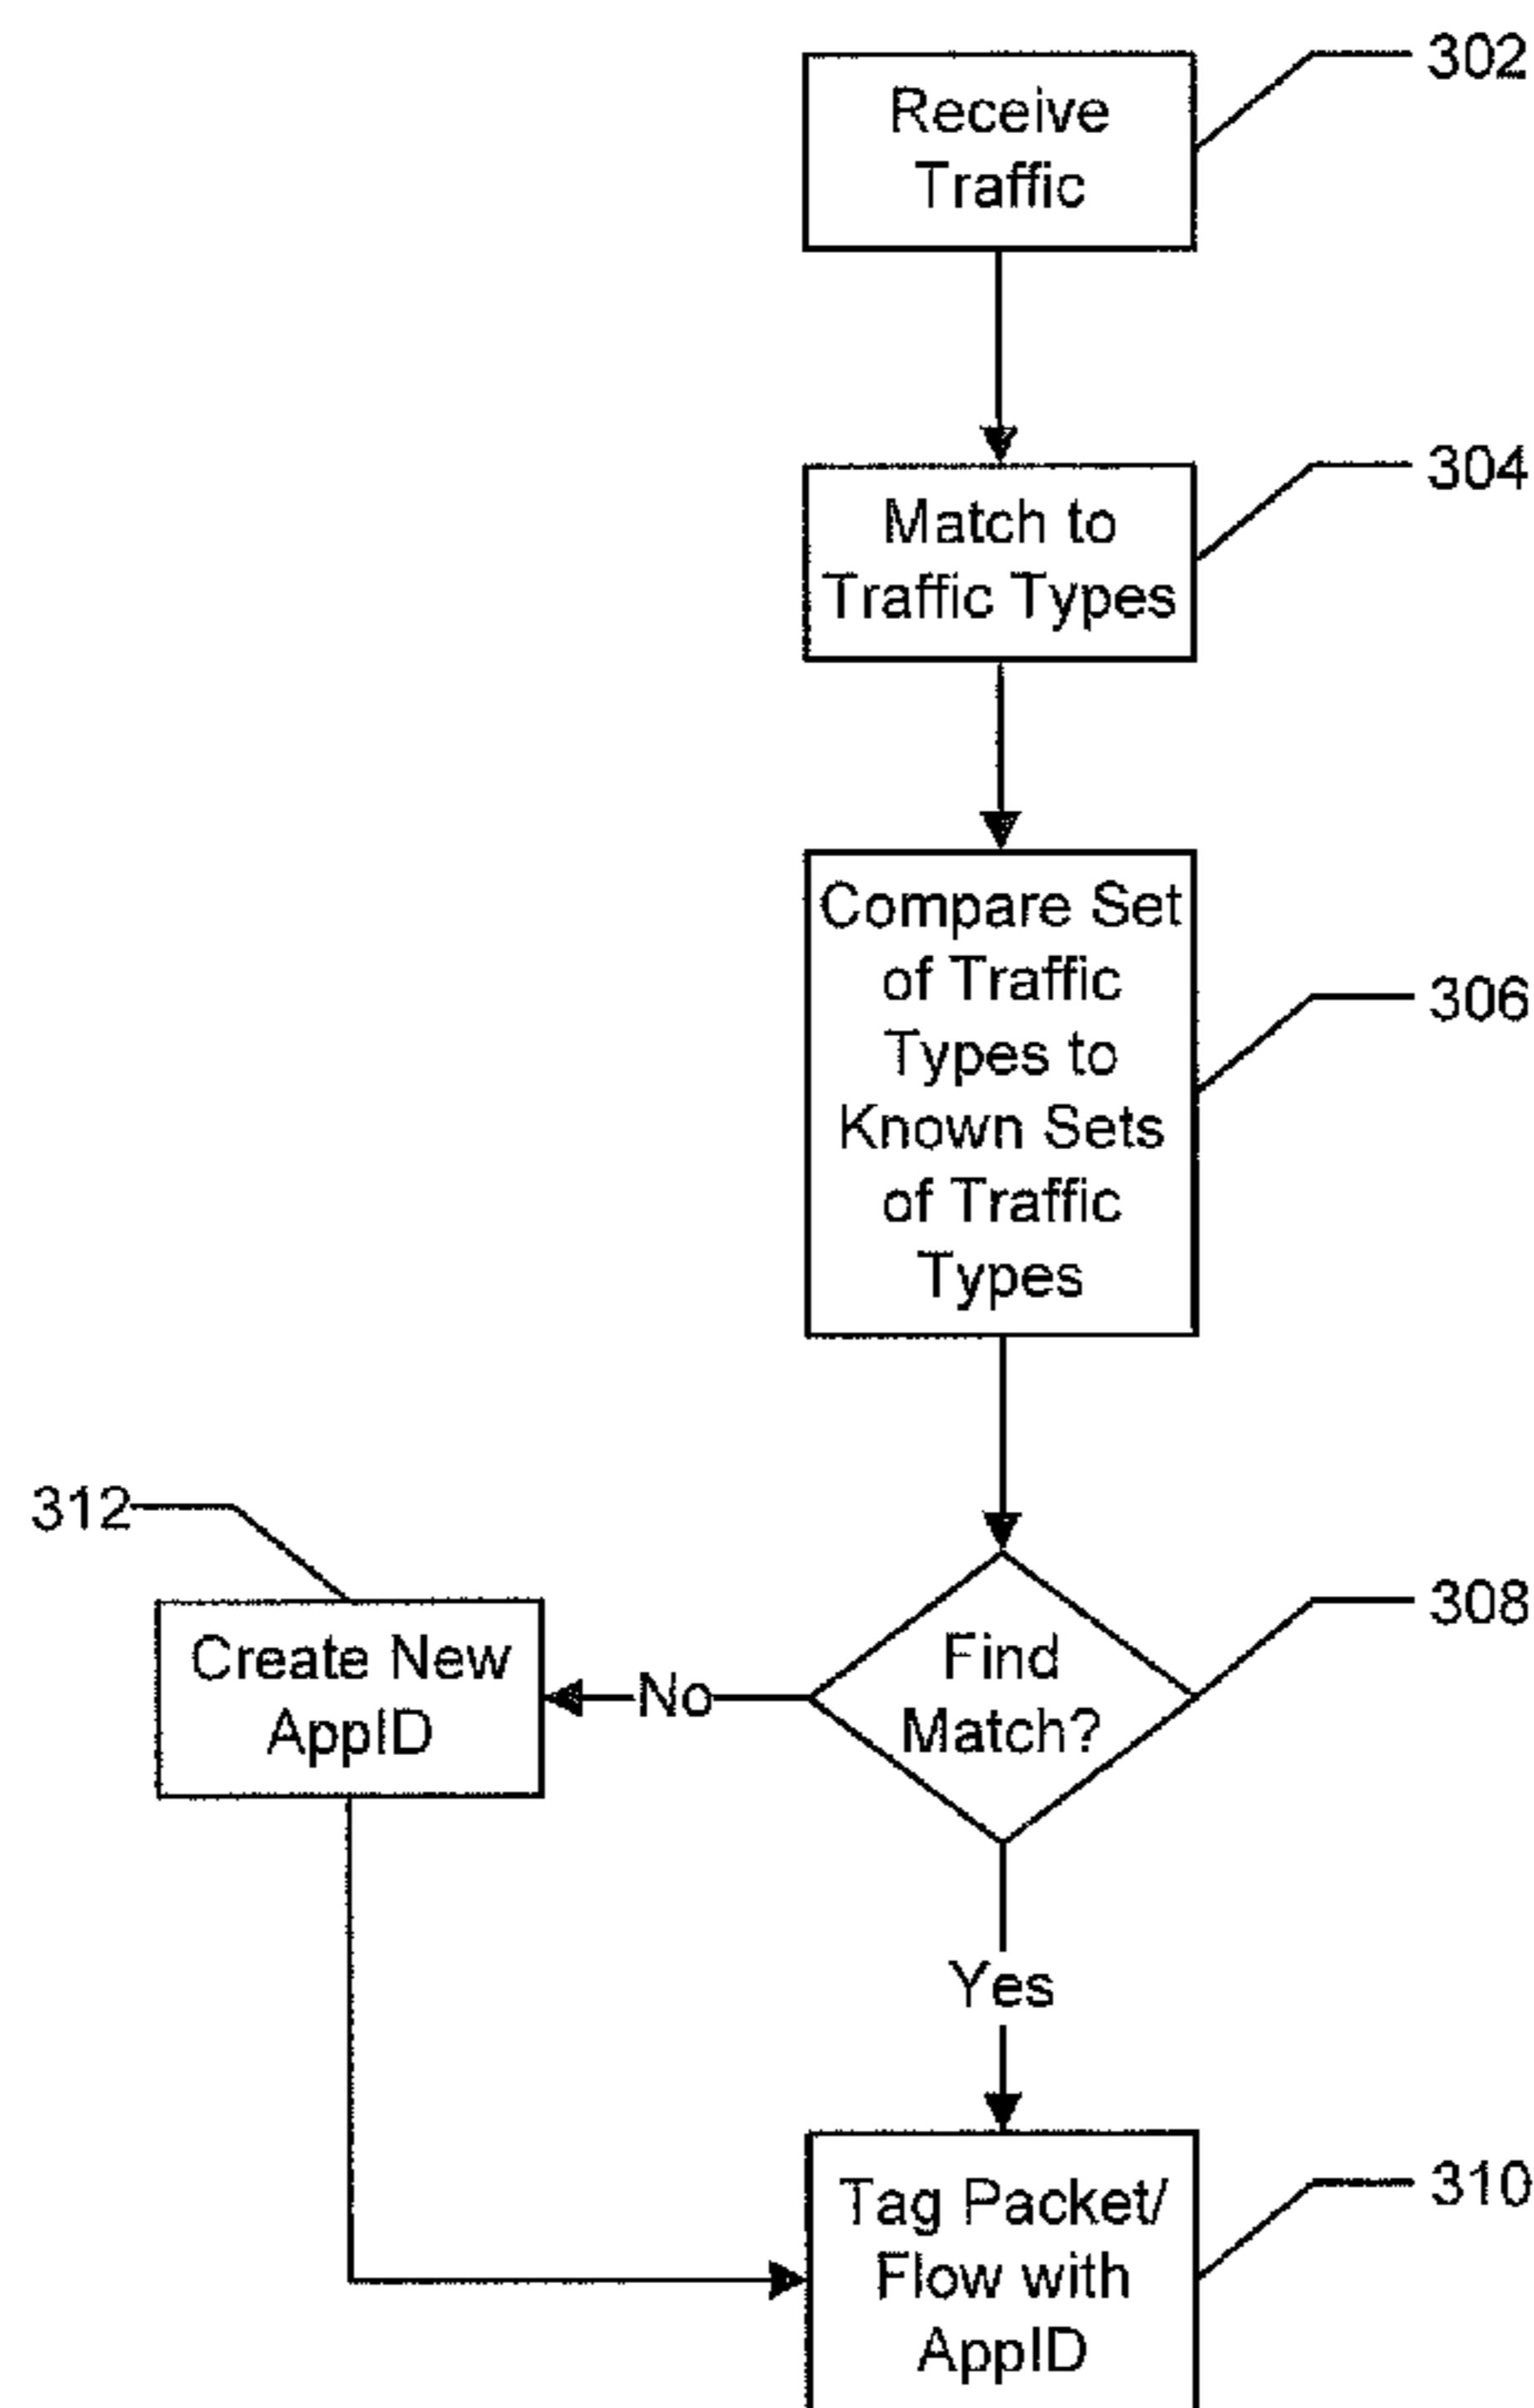 302
Receive
Traffic
304
Match to
Traffic Types
Compare Set
of Traffic
Types to
Known Sets
of Traffic
Types
306
312
308
Create New
AppID
No
Find
Match?
Yes
310
Tag Packet/
Flow with
AppID